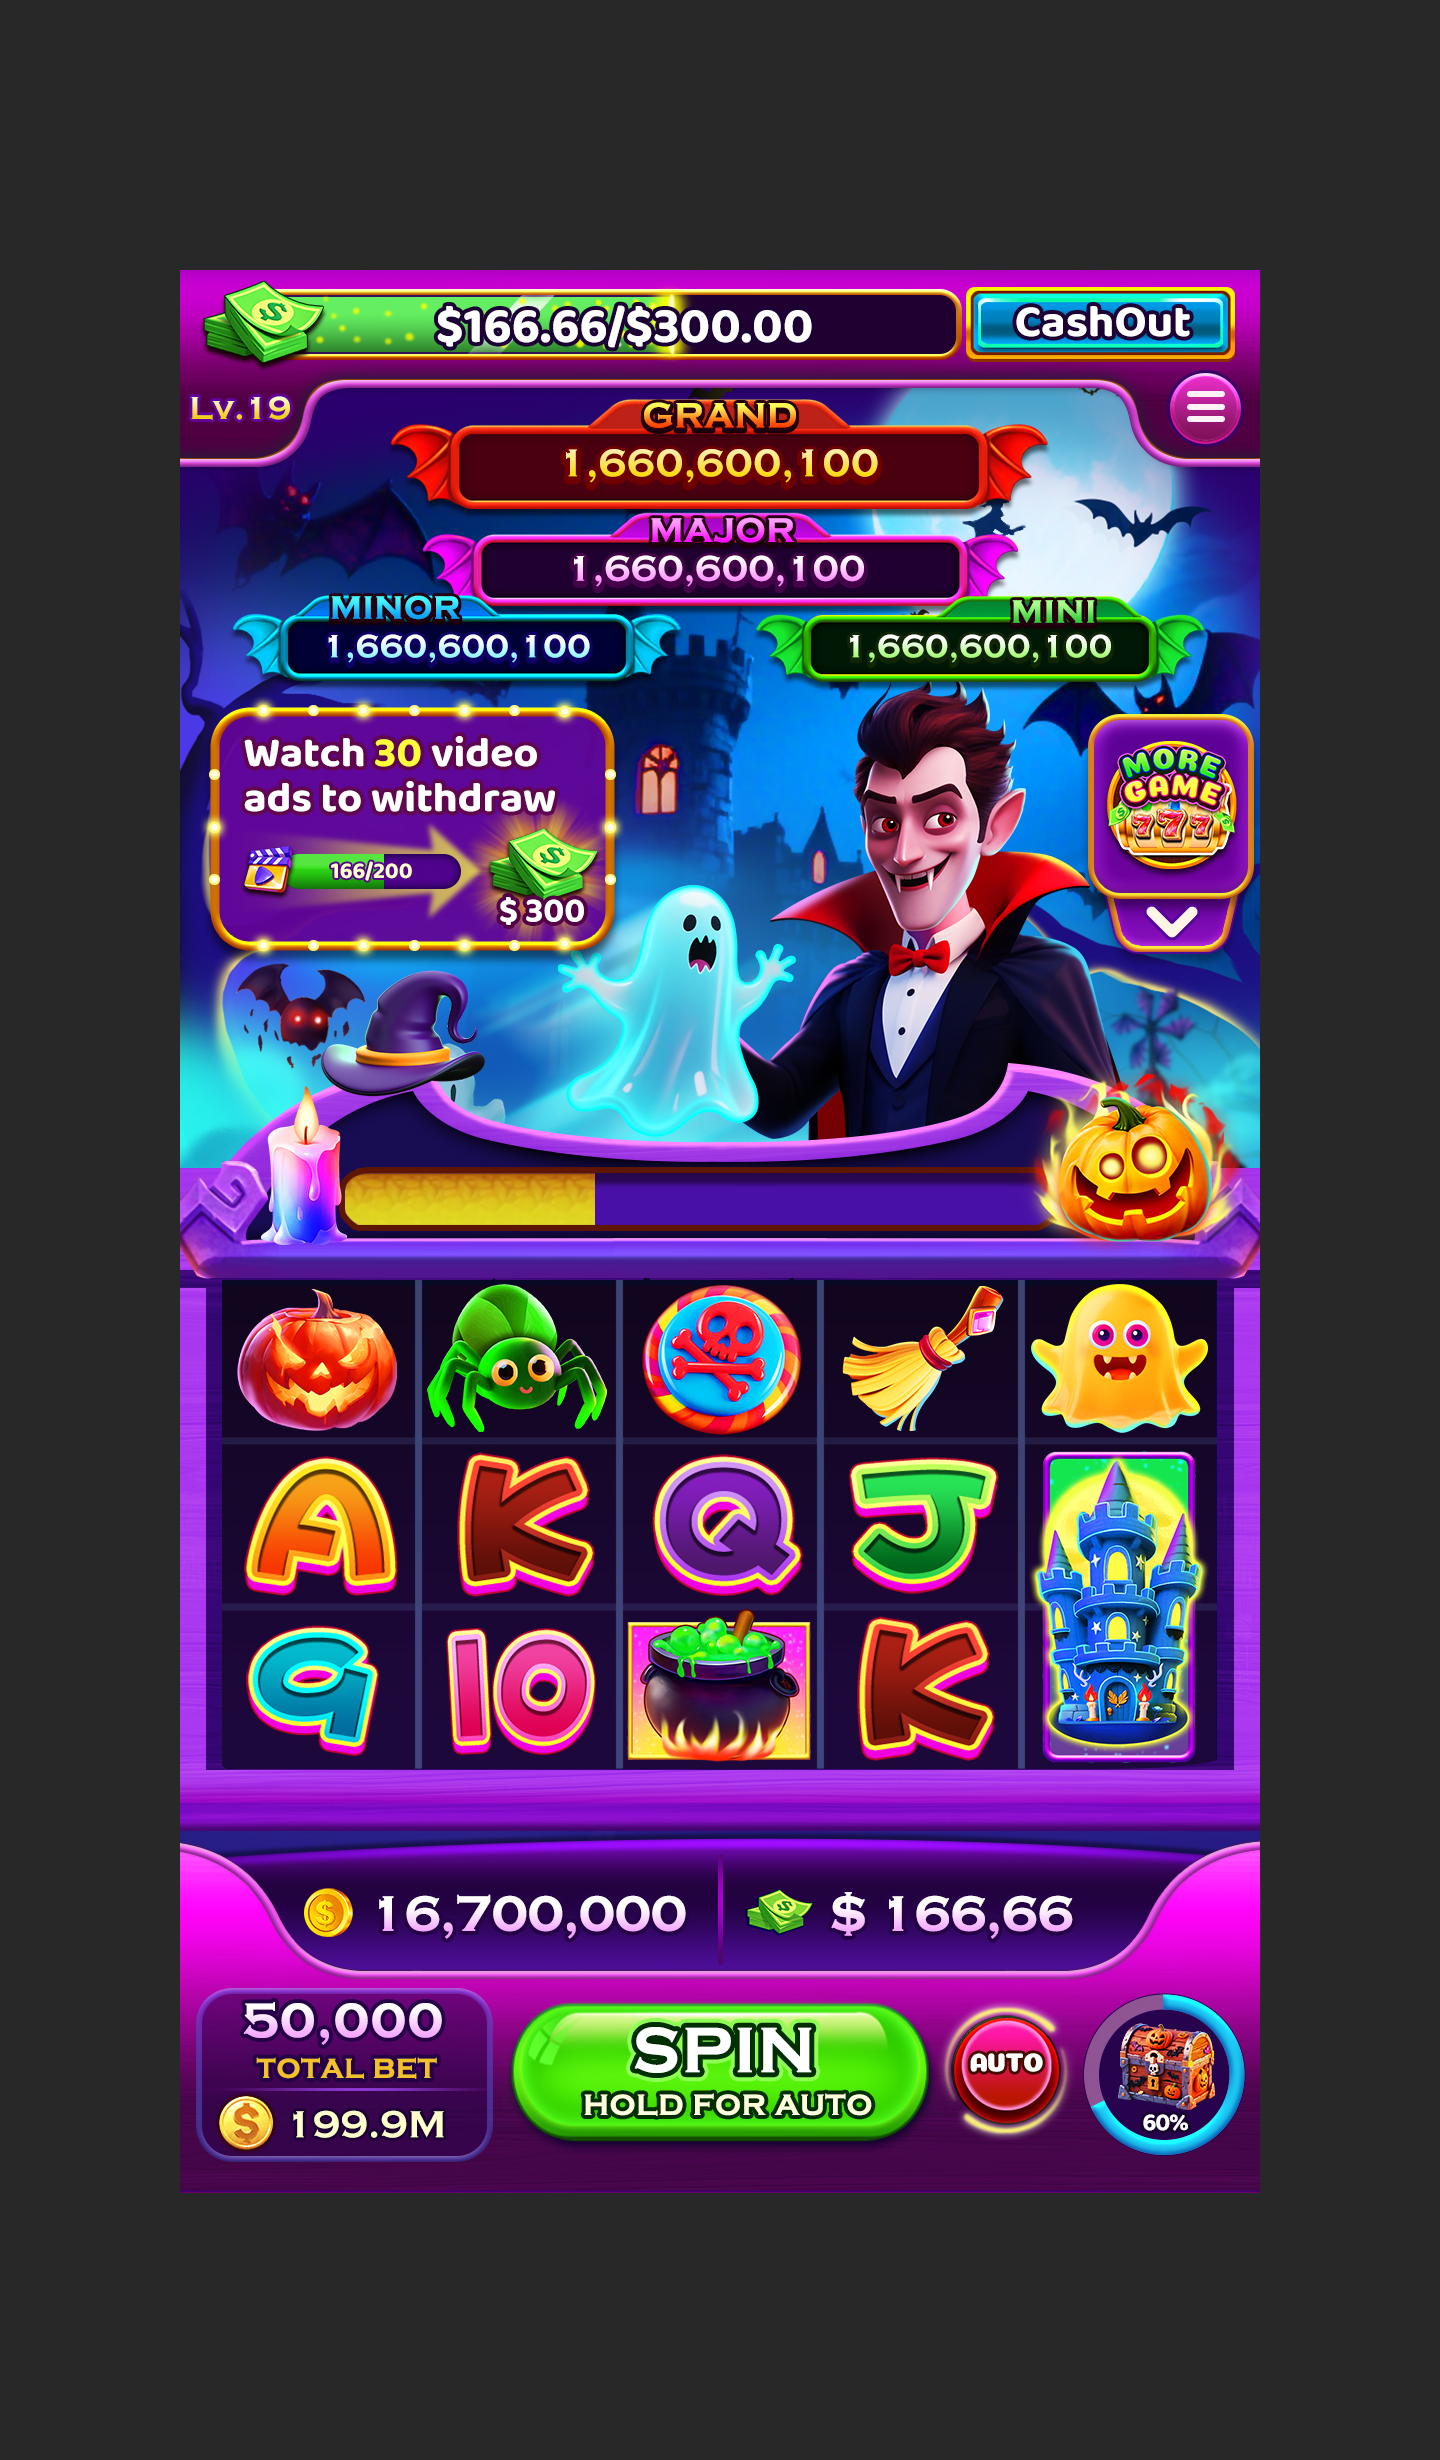 $166.66/$300.00
CashOut
Lv.19
GRAND
1,660,600,100
MAJOR
1,660,600,100
MINOR
1,660,600,100
MINI
1,660,600,100
Watch 30 video
ads to withdraw
166/200
$300
MORE
GAME
777
A K Q J
9 10 K
16,700,000
$ 166,66
50,000
TOTAL BET
199.9M
SPIN
HOLD FOR AUTO
AUTO
60%